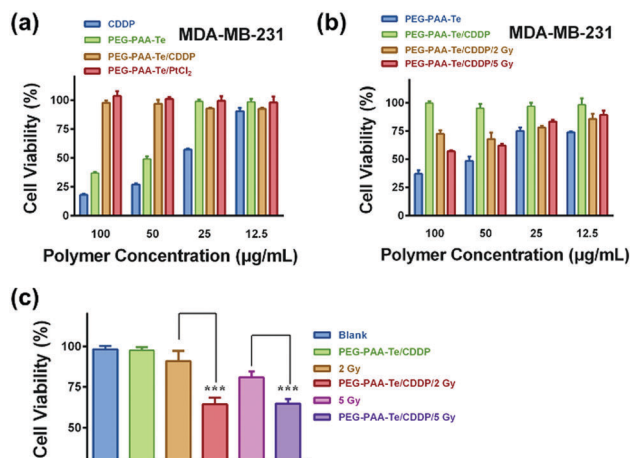 (a)
MDA-MB-231
CDDP
PEG-PAA-Te
PEG-PAA-Te/CDDP
PEG-PAA-Te/PtCl₂
Cell Viability (%)
100
75
50
25
0
100 50 25 12.5
Polymer Concentration (μg/mL)
(b)
MDA-MB-231
PEG-PAA-Te
PEG-PAA-Te/CDDP
PEG-PAA-Te/CDDP/2 Gy
PEG-PAA-Te/CDDP/5 Gy
Cell Viability (%)
100
75
50
25
0
100 50 25 12.5
Polymer Concentration (μg/mL)
(c)
Cell Viability (%)
100
75
50
***
***
Blank
PEG-PAA-Te/CDDP
2 Gy
PEG-PAA-Te/CDDP/2 Gy
5 Gy
PEG-PAA-Te/CDDP/5 Gy